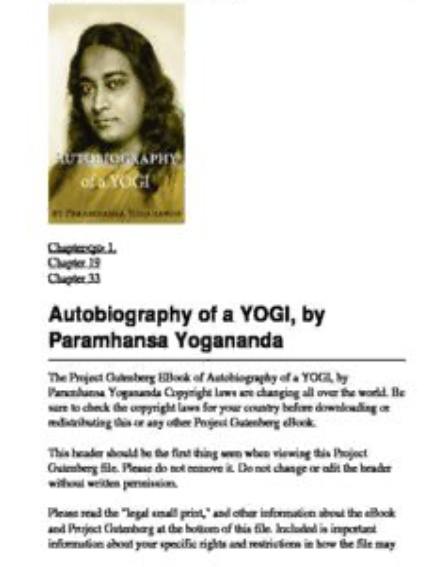 AUTOBIOGRAPHY
of a YOGI
BY PARAMHANSA YOGANANDA
Chapter 1.
Chapter 19
Chapter 33
Autobiography of a YOGI, by
Paramhansa Yogananda
The Project Gutenberg EBook of Autobiography of a YOGI, by
Paramhansa Yogananda Copyright laws are changing all over the world. Be
sure to check the copyright laws for your country before downloading or
redistributing this or any other Project Gutenberg eBook.
This header should be the first thing seen when viewing this Project
Gutenberg file. Please do not remove it. Do not change or edit the header
without written permission.
Please read the "legal small print," and other information about the eBook
and Project Gutenberg at the bottom of this file. Included is important
information about your specific rights and restrictions in how the file may